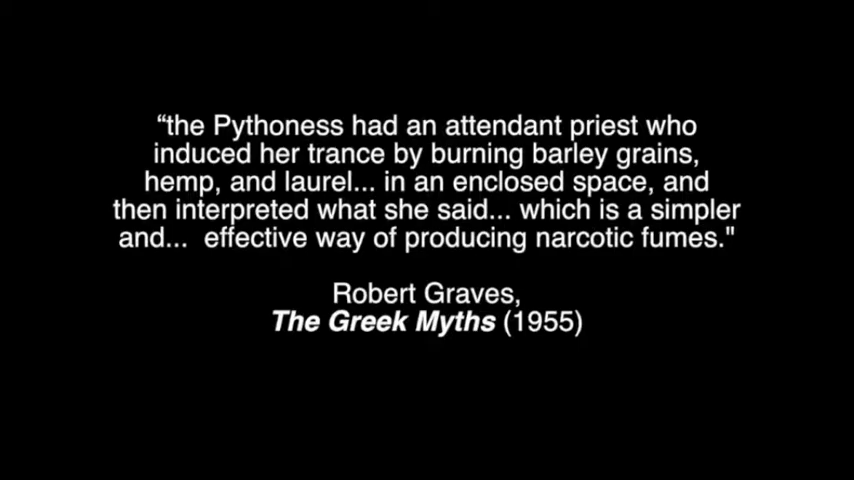 “the Pythoness had an attendant priest who
induced her trance by burning barley grains,
hemp, and laurel... in an enclosed space, and
then interpreted what she said... which is a simpler
and...  effective way of producing narcotic fumes."
Robert Graves,
The Greek Myths (1955)